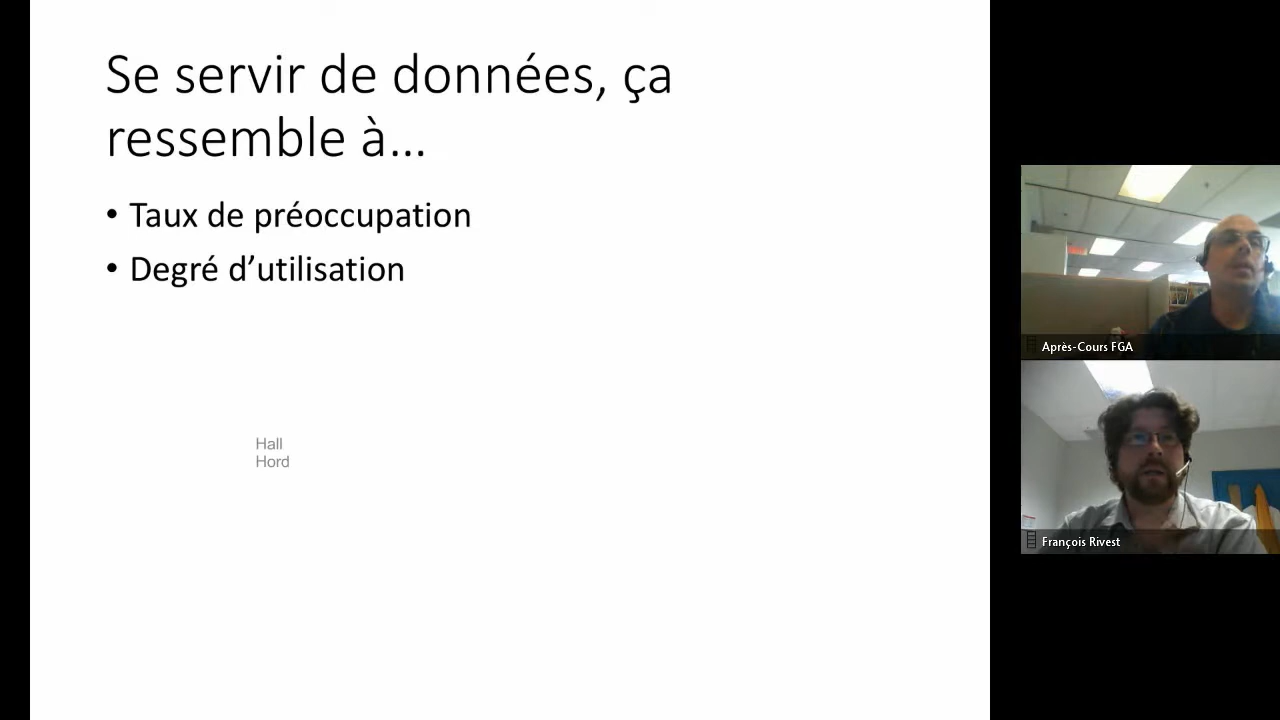 Se servir de données, ça
ressemble à...
• Taux de préoccupation
• Degré d’utilisation
Hall
Hord
Après-Cours FGA
François Rivest